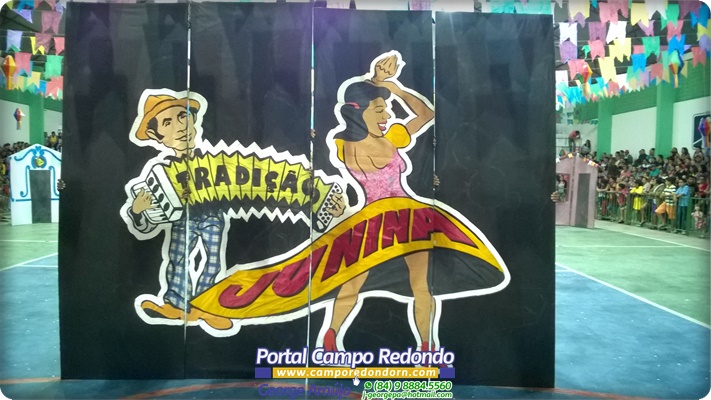 TRADIÇÃO
JUNINA
Portal Campo Redondo
www.camporedondorn.com
(84) 9 8884.5560
j-georgepa@hotmail.com